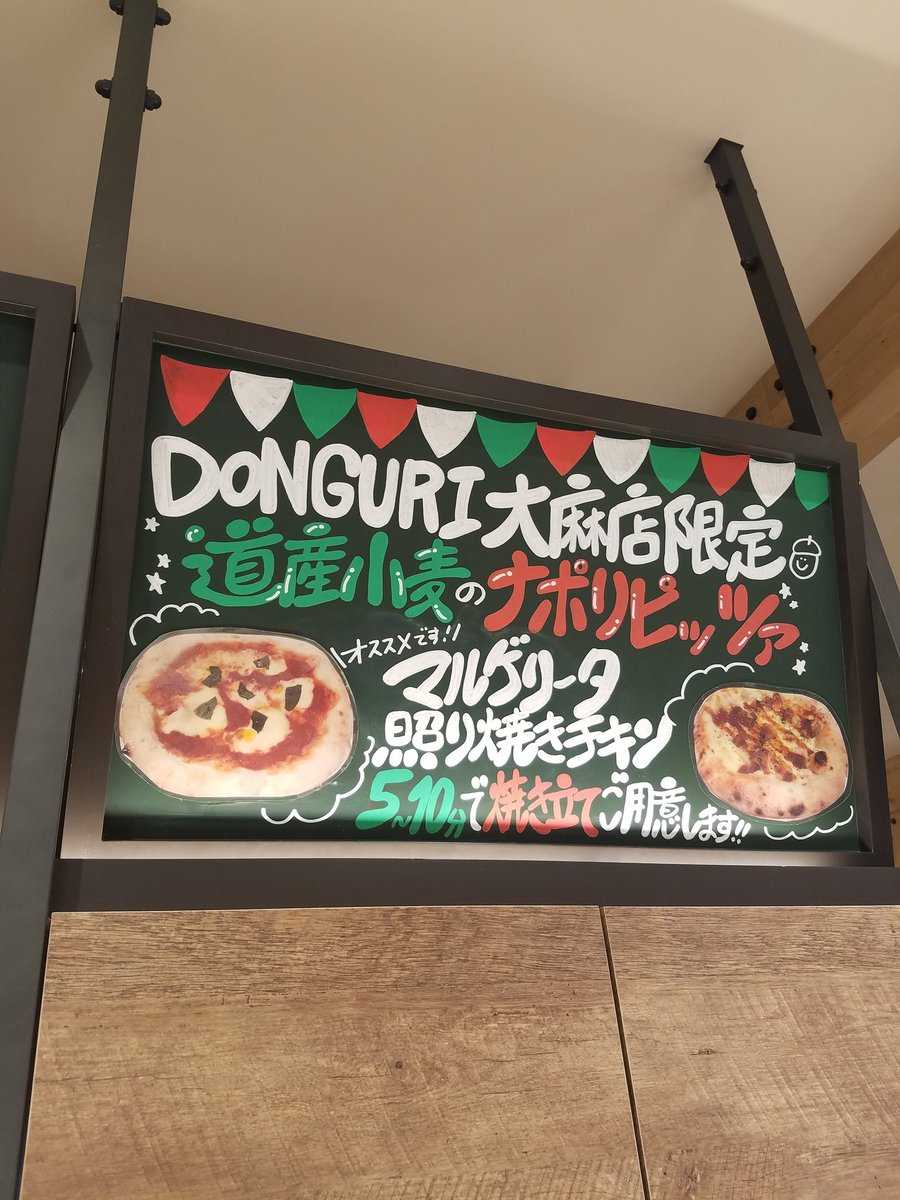 DONGURI大麻店限定
道産小麦のナポリピッツァ
オススメです!!
マルゲリータ
照り焼きチキン
5〜10分で焼き立てご用意します!!